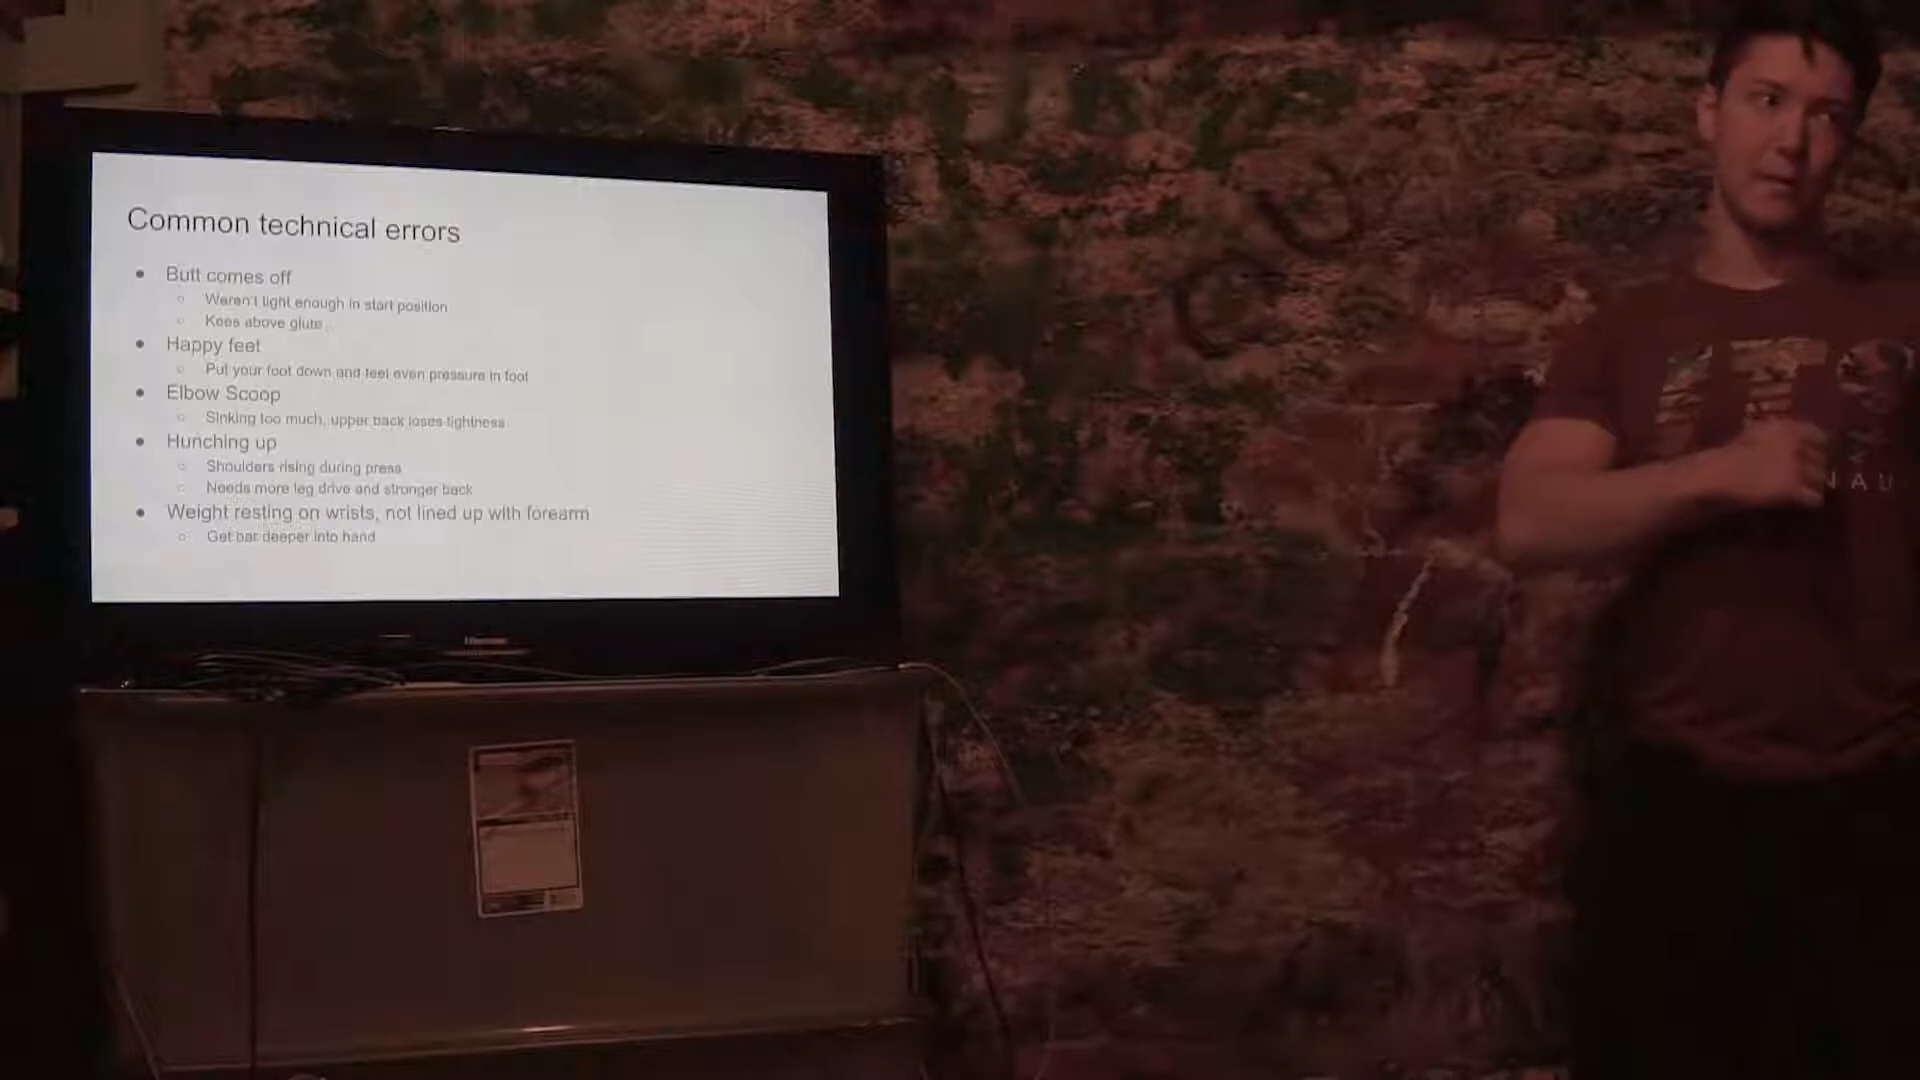 Common technical errors
Butt comes off
Weren't tight enough in start position
Kees above glute
Happy feet
Put your foot down and feel even pressure in foot
Elbow Scoop
Sinking too much, upper back loses tightness
Hunching up
Shoulders rising during press
Needs more leg drive and stronger back
Weight resting on wrists, not lined up with forearm
Get bar deeper into hand
Hisense
NAU